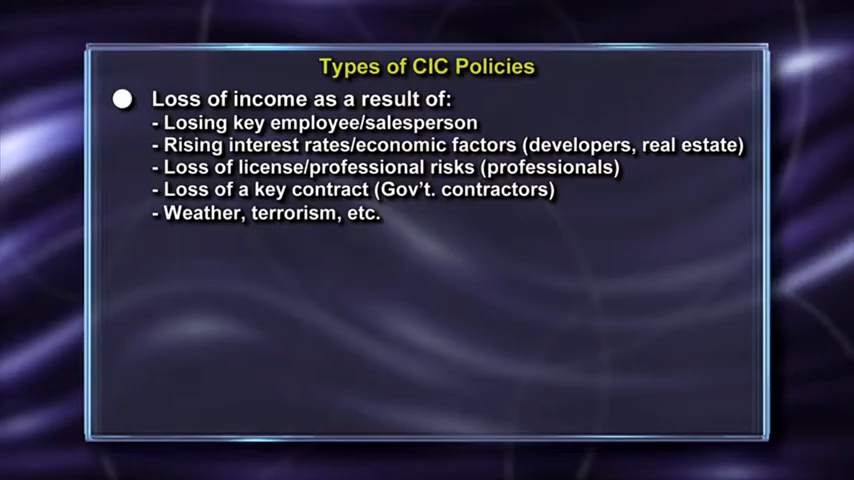 Types of CIC Policies
Loss of income as a result of:
- Losing key employee/salesperson
- Rising interest rates/economic factors (developers, real estate)
- Loss of license/professional risks (professionals)
- Loss of a key contract (Gov't. contractors)
- Weather, terrorism, etc.